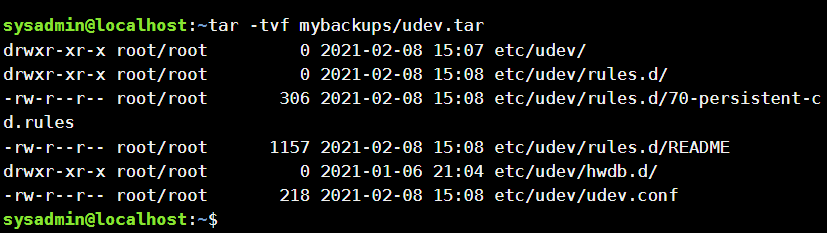 sysadmin@localhost:~tar -tvf mybackups/udev.tar
drwxr-xr-x root/root         0 2021-02-08 15:07 etc/udev/
drwxr-xr-x root/root         0 2021-02-08 15:08 etc/udev/rules.d/
-rw-r--r-- root/root       306 2021-02-08 15:08 etc/udev/rules.d/70-persistent-c
d.rules
-rw-r--r-- root/root      1157 2021-02-08 15:08 etc/udev/rules.d/README
drwxr-xr-x root/root         0 2021-01-06 21:04 etc/udev/hwdb.d/
-rw-r--r-- root/root       218 2021-02-08 15:08 etc/udev/udev.conf
sysadmin@localhost:~$